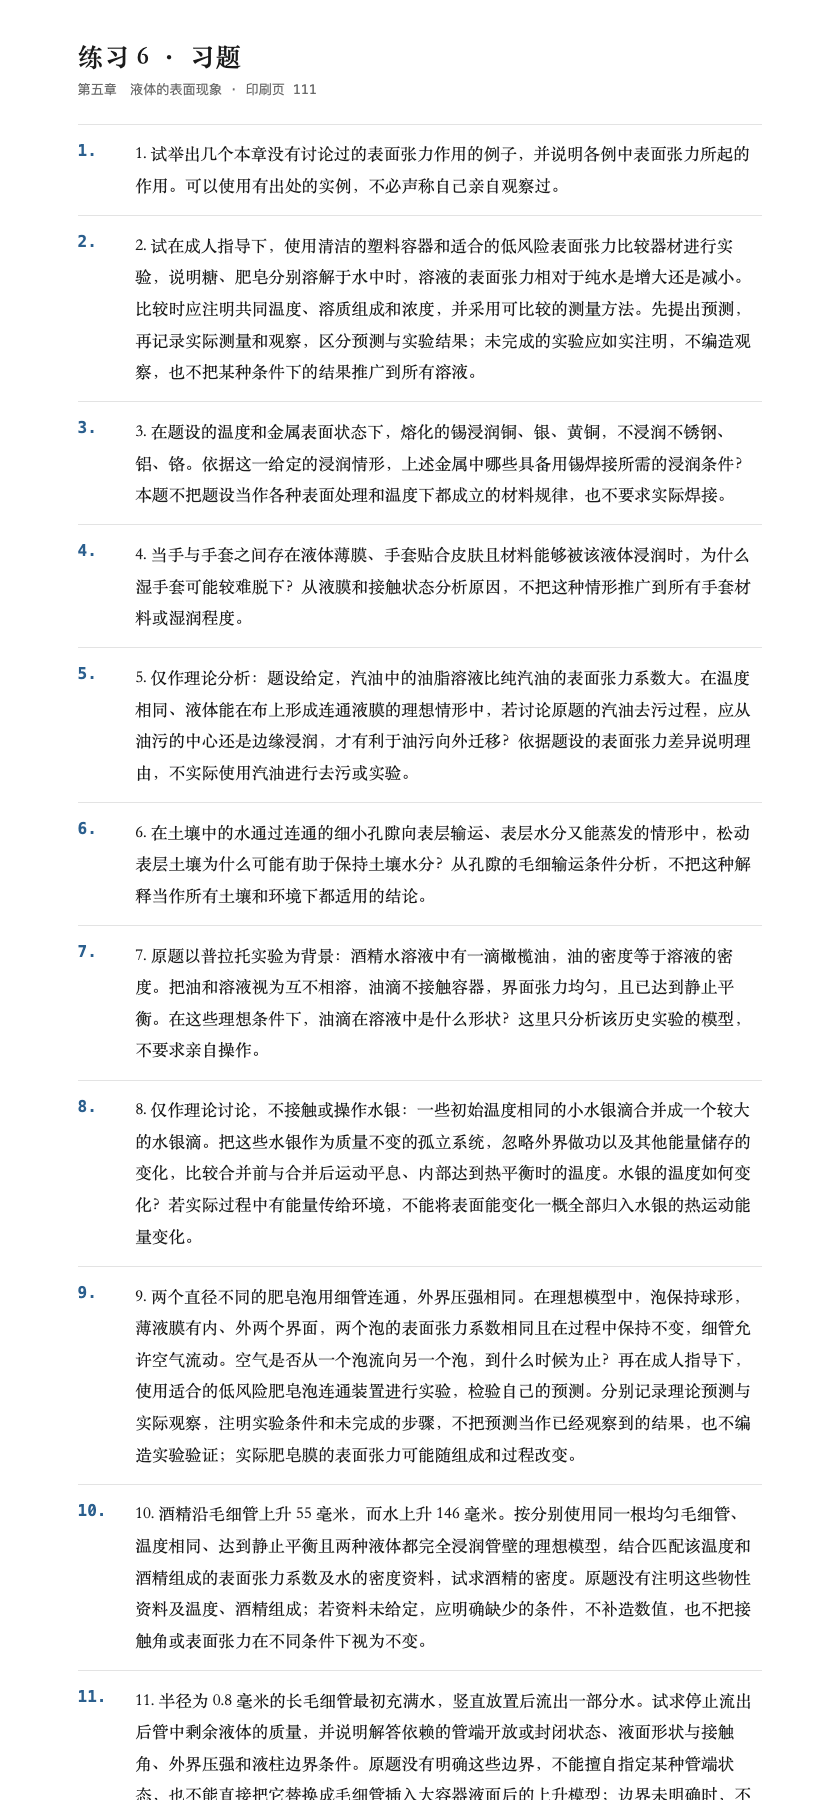 练习 6 · 习题
第五章 液体的表面现象 · 印刷页 111
1. 1. 试举出几个本章没有讨论过的表面张力作用的例子，并说明各例中表面张力所起的
作用。可以使用有出处的实例，不必声称自己亲自观察过。
2. 2. 试在成人指导下，使用清洁的塑料容器和适合的低风险表面张力比较器材进行实
验，说明糖、肥皂分别溶解于水中时，溶液的表面张力相对于纯水是增大还是减小。
比较时应注明共同温度、溶质组成和浓度，并采用可比较的测量方法。先提出预测，
再记录实际测量和观察，区分预测与实验结果；未完成的实验应如实注明，不编造观
察，也不把某种条件下的结果推广到所有溶液。
3. 3. 在题设的温度和金属表面状态下，熔化的锡浸润铜、银、黄铜，不浸润不锈钢、
铝、铬。依据这一给定的浸润情形，上述金属中哪些具备用锡焊接所需的浸润条件？
本题不把题设当作各种表面处理和温度下都成立的材料规律，也不要求实际焊接。
4. 4. 当手与手套之间存在液体薄膜、手套贴合皮肤且材料能够被该液体浸润时，为什么
湿手套可能较难脱下？从液膜和接触状态分析原因，不把这种情形推广到所有手套材
料或湿润程度。
5. 5. 仅作理论分析：题设给定，汽油中的油脂溶液比纯汽油的表面张力系数大。在温度
相同、液体能在布上形成连通液膜的理想情形中，若讨论原题的汽油去污过程，应从
油污的中心还是边缘浸润，才有利于油污向外迁移？依据题设的表面张力差异说明理
由，不实际使用汽油进行去污或实验。
6. 6. 在土壤中的水通过连通的细小孔隙向表层输运、表层水分又能蒸发的情形中，松动
表层土壤为什么可能有助于保持土壤水分？从孔隙的毛细输运条件分析，不把这种解
释当作所有土壤和环境下都适用的结论。
7. 7. 原题以普拉托实验为背景：酒精水溶液中有一滴橄榄油，油的密度等于溶液的密
度。把油和溶液视为互不相溶，油滴不接触容器，界面张力均匀，且已达到静止平
衡。在这些理想条件下，油滴在溶液中是什么形状？这里只分析该历史实验的模型，
不要求亲自操作。
8. 8. 仅作理论讨论，不接触或操作水银：一些初始温度相同的小水银滴合并成一个较大
的水银滴。把这些水银作为质量不变的孤立系统，忽略外界做功以及其他能量储存的
变化，比较合并前与合并后运动平息、内部达到热平衡时的温度。水银的温度如何变
化？若实际过程中有能量传给环境，不能将表面能变化一概全部归入水银的热运动能
量变化。
9. 9. 两个直径不同的肥皂泡用细管连通，外界压强相同。在理想模型中，泡保持球形，
薄液膜有内、外两个界面，两个泡的表面张力系数相同且在过程中保持不变，细管允
许空气流动。空气是否从一个泡流向另一个泡，到什么时候为止？再在成人指导下，
使用适合的低风险肥皂泡连通装置进行实验，检验自己的预测。分别记录理论预测与
实际观察，注明实验条件和未完成的步骤，不把预测当作已经观察到的结果，也不编
造实验验证；实际肥皂膜的表面张力可能随组成和过程改变。
10. 10. 酒精沿毛细管上升 55 毫米，而水上升 146 毫米。按分别使用同一根均匀毛细管、
温度相同、达到静止平衡且两种液体都完全浸润管壁的理想模型，结合匹配该温度和
酒精组成的表面张力系数及水的密度资料，试求酒精的密度。原题没有注明这些物性
资料及温度、酒精组成；若资料未给定，应明确缺少的条件，不补造数值，也不把接
触角或表面张力在不同条件下视为不变。
11. 11. 半径为 0.8 毫米的长毛细管最初充满水，竖直放置后流出一部分水。试求停止流出
后管中剩余液体的质量，并说明解答依赖的管端开放或封闭状态、液面形状与接触
角、外界压强和液柱边界条件。原题没有明确这些边界，不能擅自指定某种管端状
态，也不能直接把它替换成毛细管插入大容器液面后的上升模型；边界未明确时，不